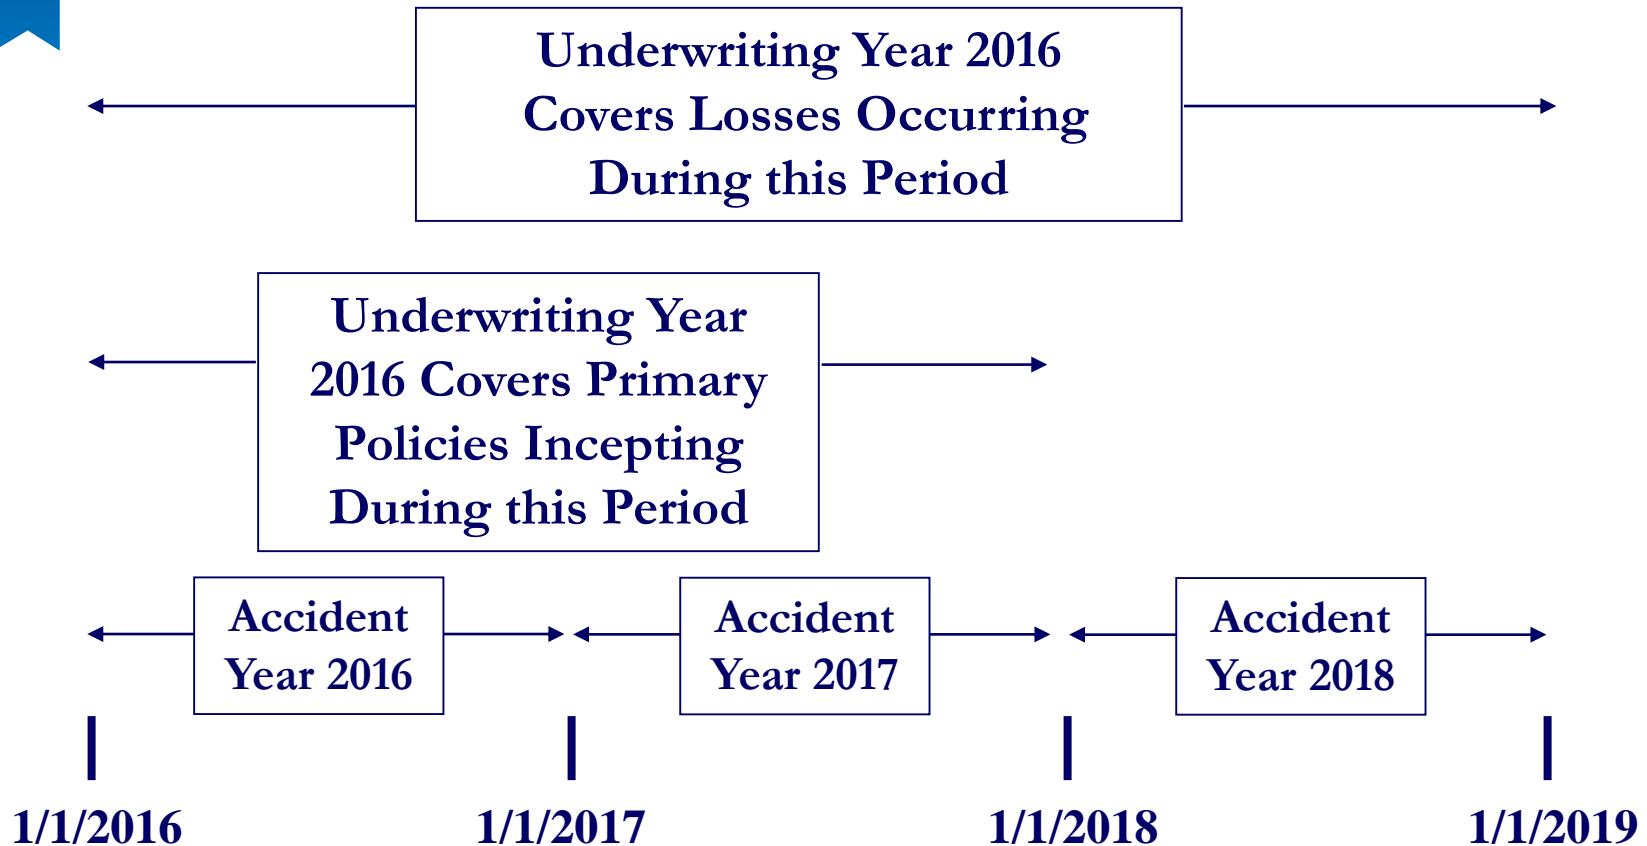 Underwriting Year 2016
Covers Losses Occurring
During this Period
Underwriting Year
2016 Covers Primary
Policies Incepting
During this Period
Accident
Year 2016
Accident
Year 2017
Accident
Year 2018
1/1/2016
1/1/2017
1/1/2018
1/1/2019